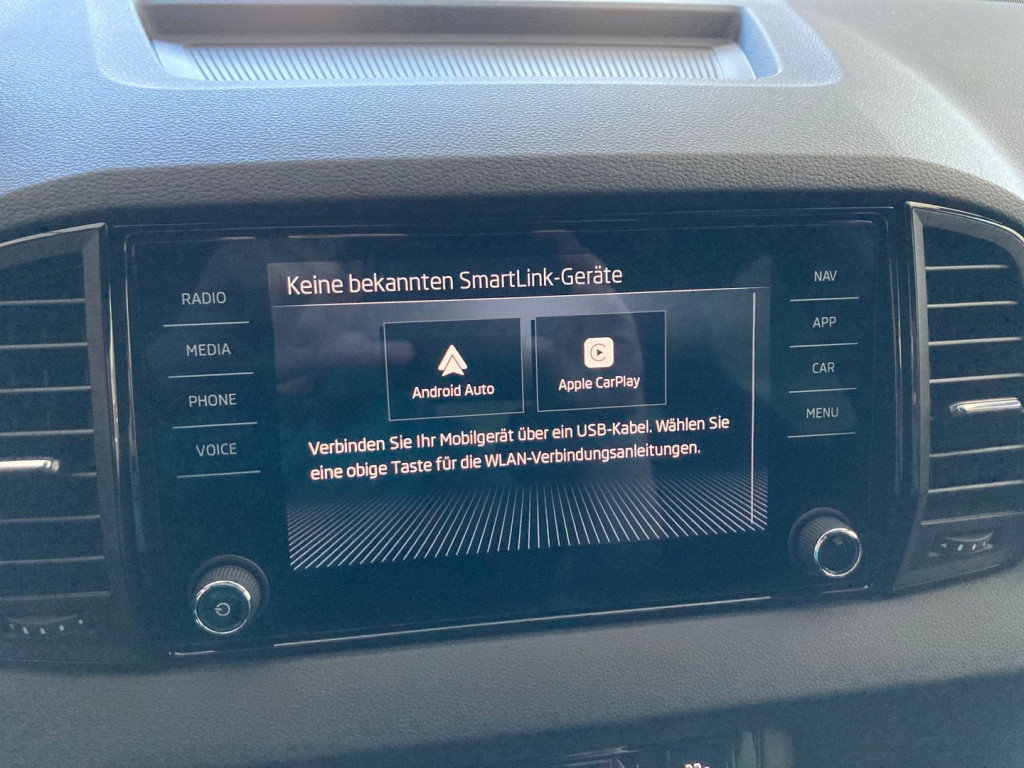 RADIO
MEDIA
PHONE
VOICE
Keine bekannten SmartLink-Geräte
Android Auto
Apple CarPlay
Verbinden Sie Ihr Mobilgerät über ein USB-Kabel. Wählen Sie
eine obige Taste für die WLAN-Verbindungsanleitungen.
NAV
APP
CAR
MENU